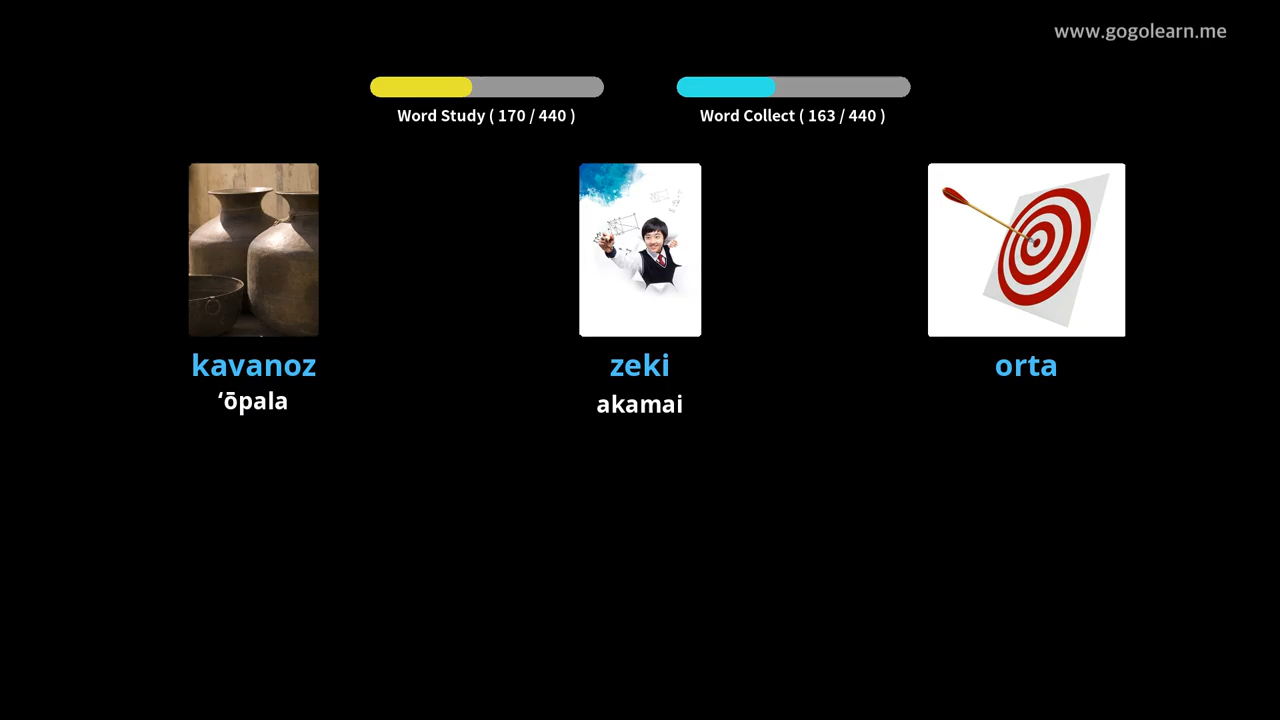 www.gogolearn.me
Word Study ( 170 / 440 )
Word Collect ( 163 / 440 )
kavanoz
ʻōpala
zeki
akamai
orta